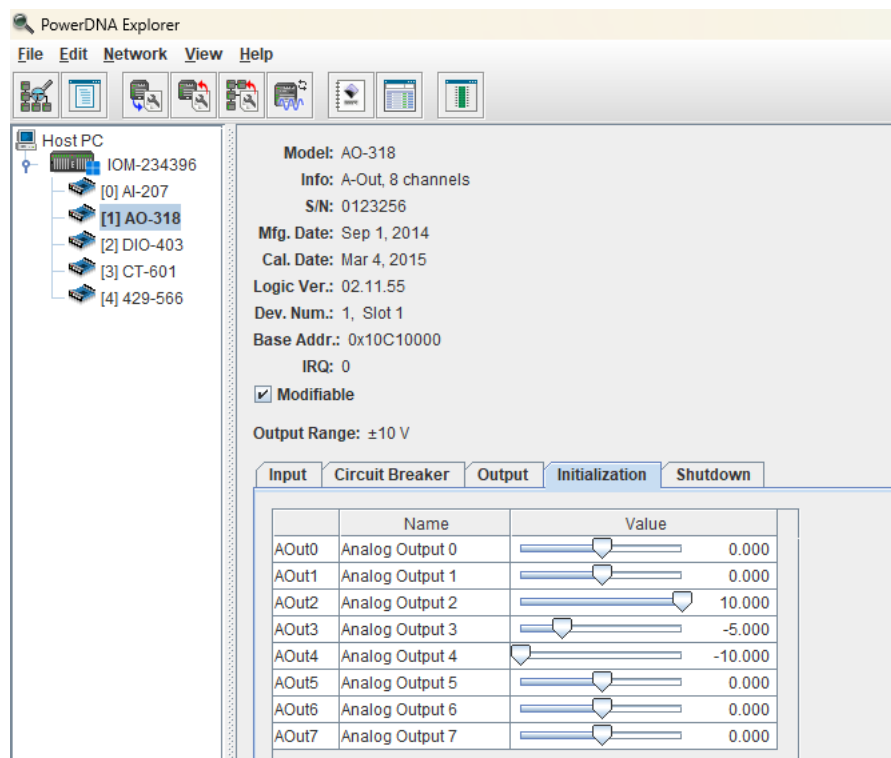 PowerDNA Explorer
File Edit Network View Help
Host PC
IOM-234396
[0] AI-207
[1] AO-318
[2] DIO-403
[3] CT-601
[4] 429-566
Model: AO-318
Info: A-Out, 8 channels
S/N: 0123256
Mfg. Date: Sep 1, 2014
Cal. Date: Mar 4, 2015
Logic Ver.: 02.11.55
Dev. Num.: 1, Slot 1
Base Addr.: 0x10C10000
IRQ: 0
Modifiable
Output Range: ±10 V
Input Circuit Breaker Output Initialization Shutdown
Name Value
AOut0 Analog Output 0 0.000
AOut1 Analog Output 1 0.000
AOut2 Analog Output 2 10.000
AOut3 Analog Output 3 -5.000
AOut4 Analog Output 4 -10.000
AOut5 Analog Output 5 0.000
AOut6 Analog Output 6 0.000
AOut7 Analog Output 7 0.000